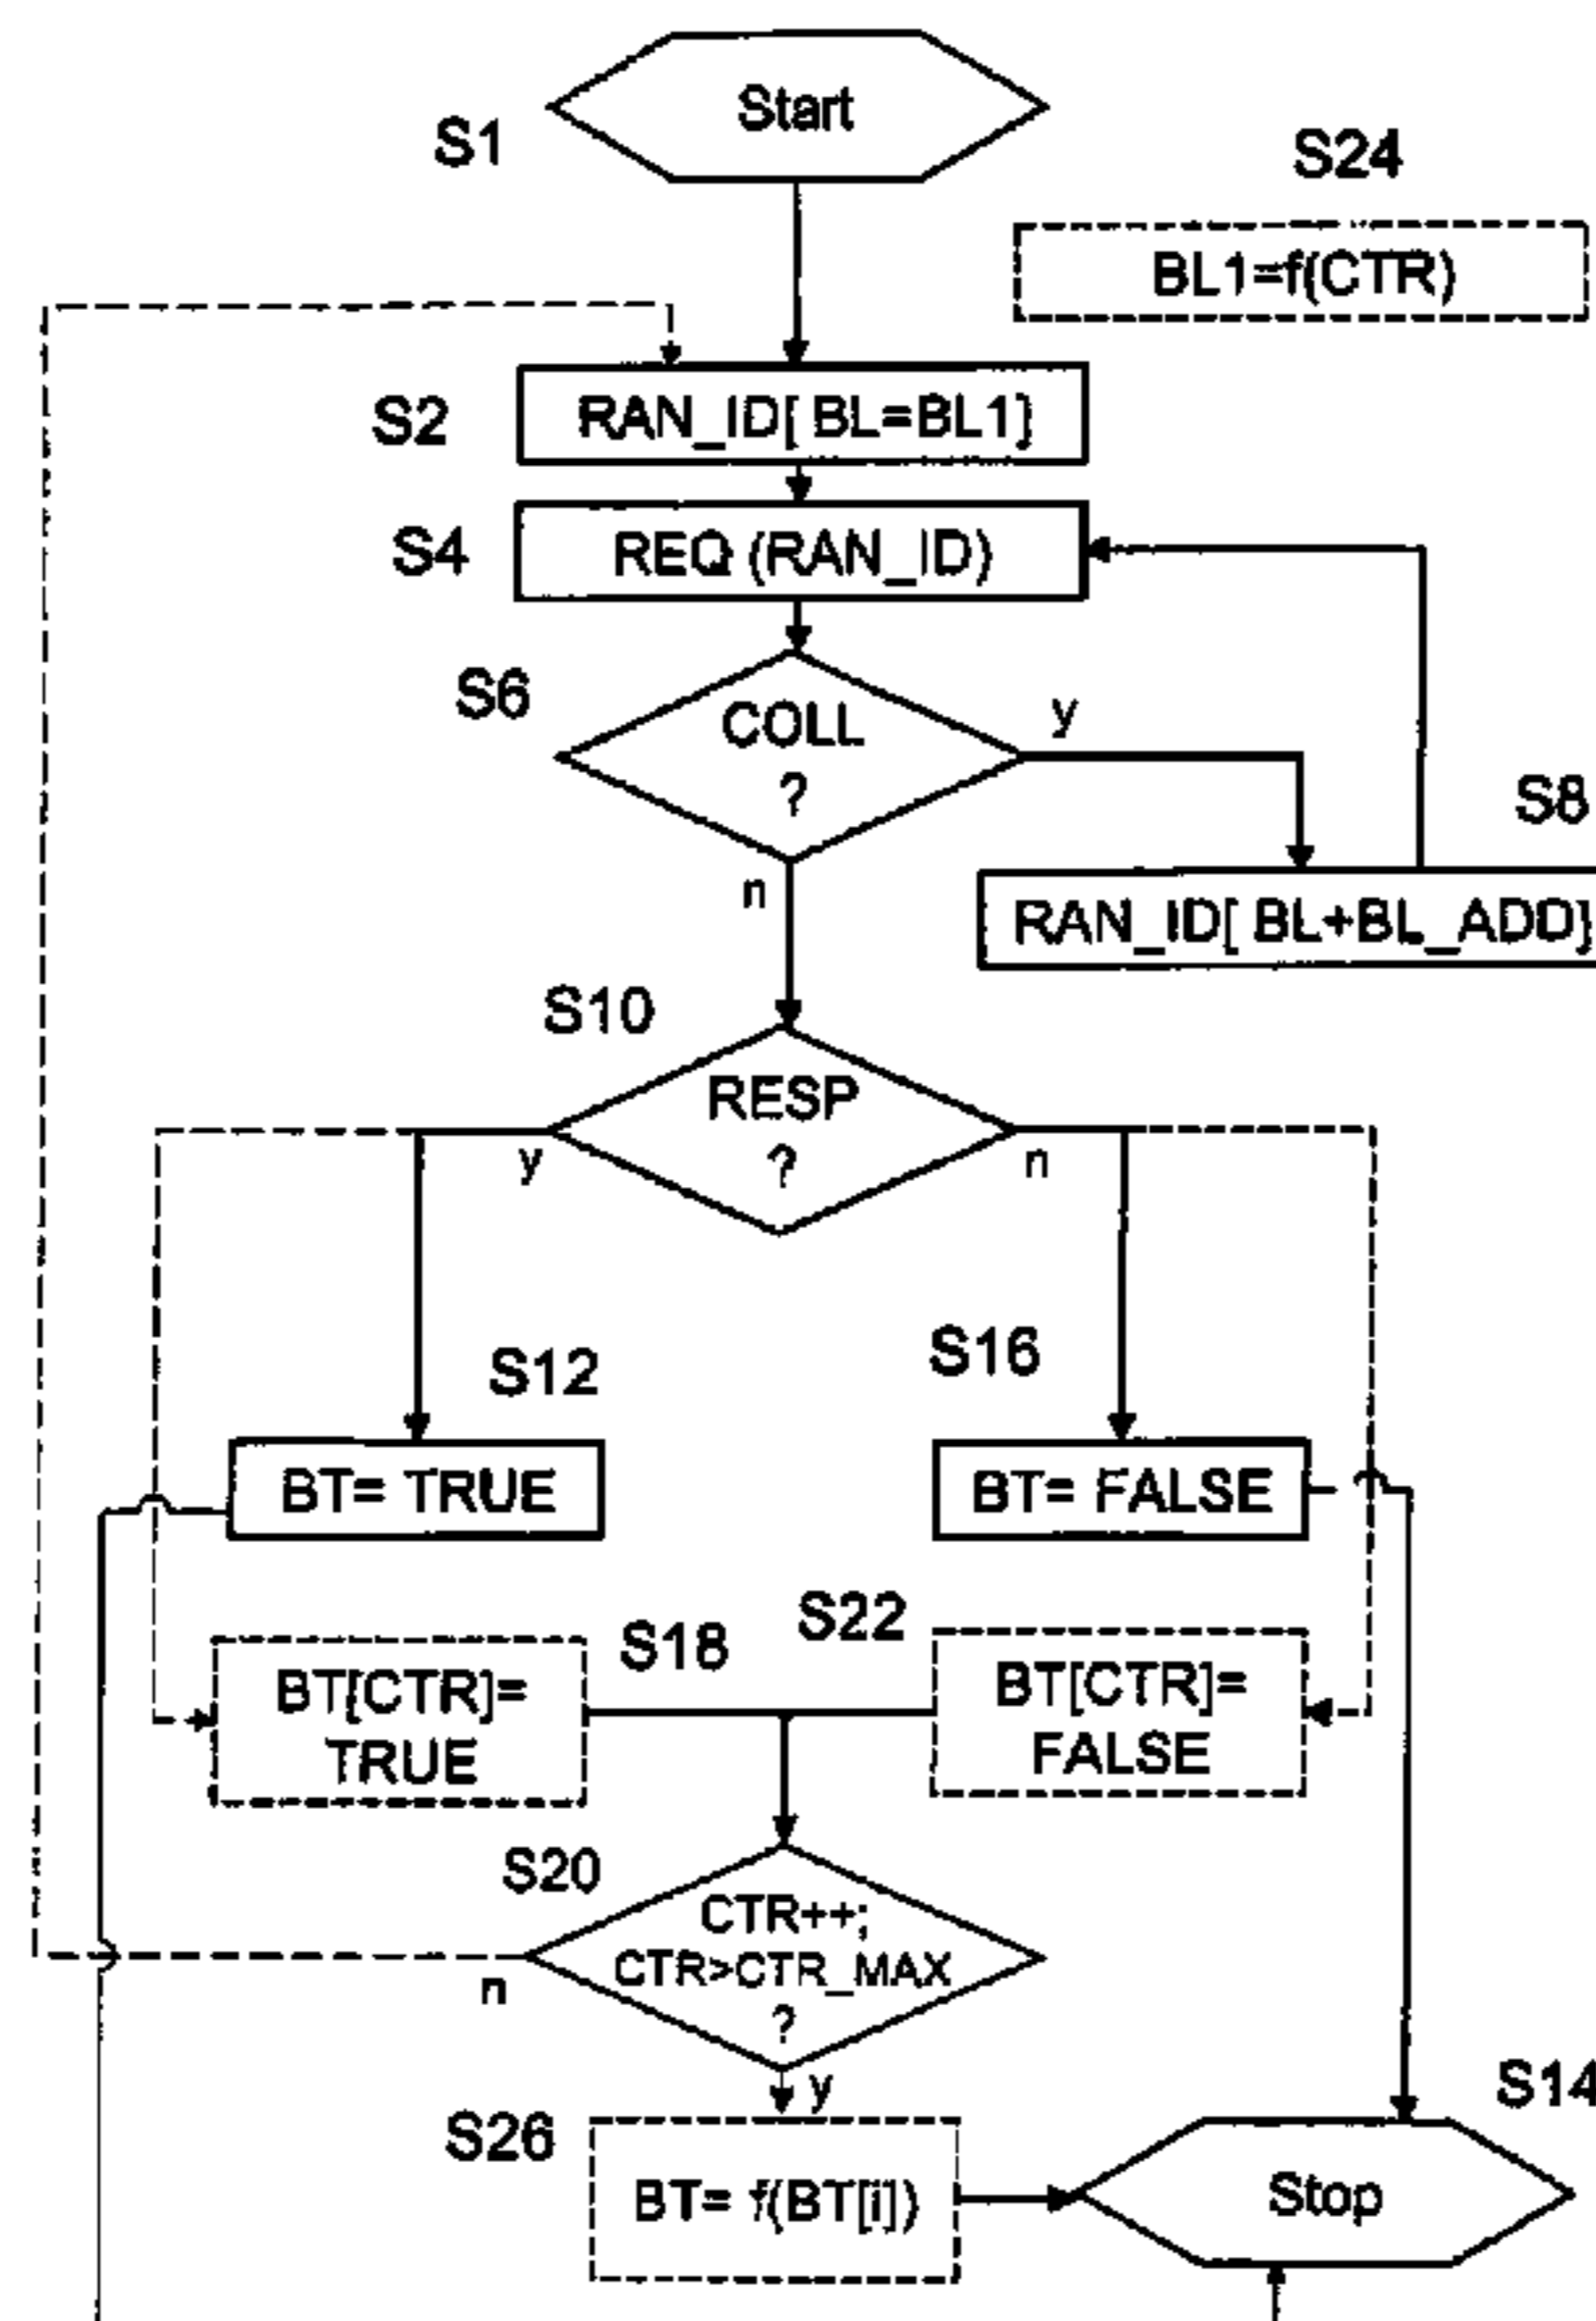 Start
S1
S24
BL1=f(CTR)
S2
RAN_ID[ BL=BL1]
S4
REQ (RAN_ID)
S6
COLL
?
y
n
S8
RAN_ID[ BL+BL_ADD]
S10
RESP
?
y
n
S12
S16
BT= TRUE
BT= FALSE
S18
S22
BT[CTR]=
TRUE
BT[CTR]=
FALSE
S20
CTR++;
CTR>CTR_MAX
?
n
y
S14
S26
BT= f(BT[i])
Stop